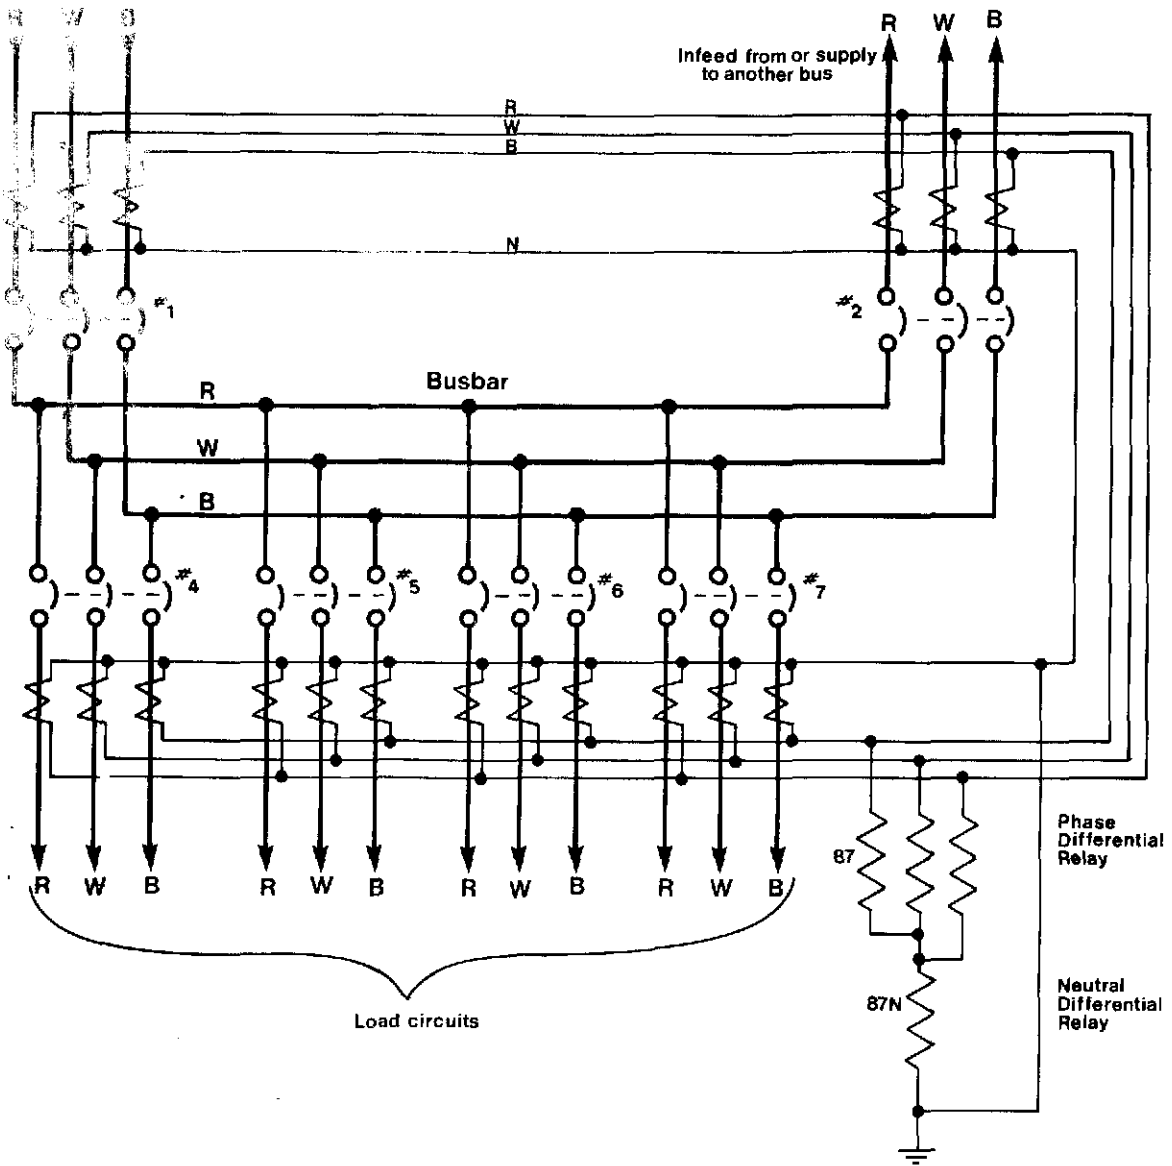 R W B
R W B
Infeed from or supply
to another bus
R
W
B
N
#1
#2
Busbar
R
W
B
#4
#5
#6
#7
R W B R W B R W B R W B
Load circuits
87
Phase
Differential
Relay
87N
Neutral
Differential
Relay